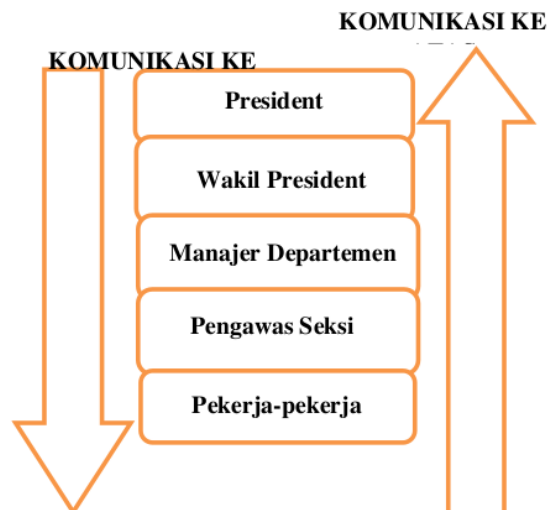 KOMUNIKASI KE
KOMUNIKASI KE
President
Wakil President
Manajer Departemen
Pengawas Seksi
Pekerja-pekerja